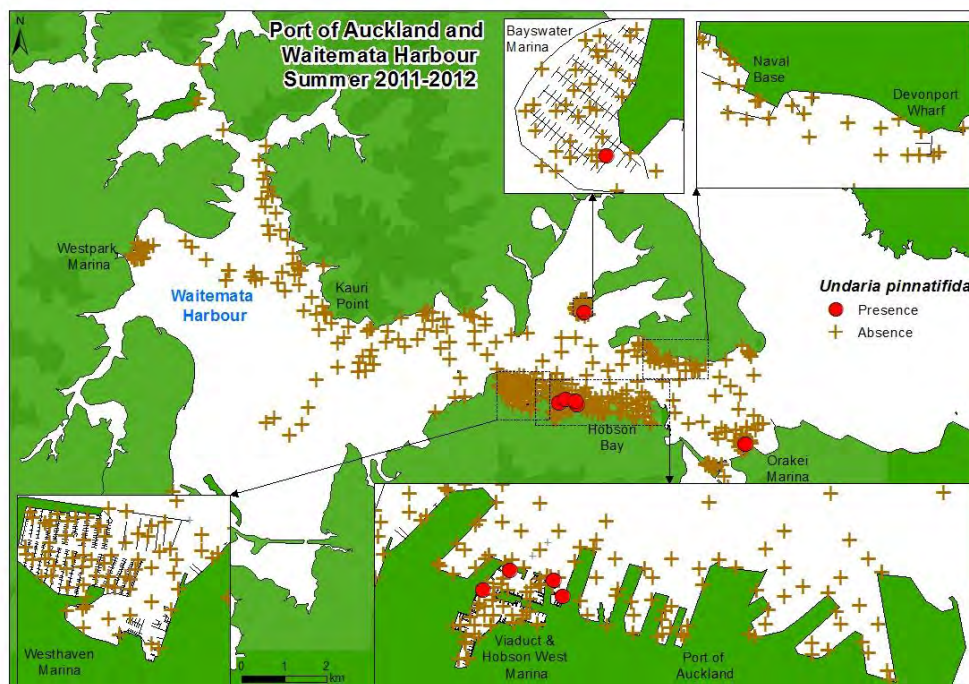 N
Port of Auckland and
Waitemata Harbour
Summer 2011-2012
Bayswater
Marina
Naval
Base
Devonport
Wharf
Westpark
Marina
Waitemata
Harbour
Kauri
Point
Undaria pinnatifida
Presence
Absence
Hobson
Bay
Orakei
Marina
Westhaven
Marina
0 1 2
km
Viaduct &
Hobson West
Marina
Port of
Auckland